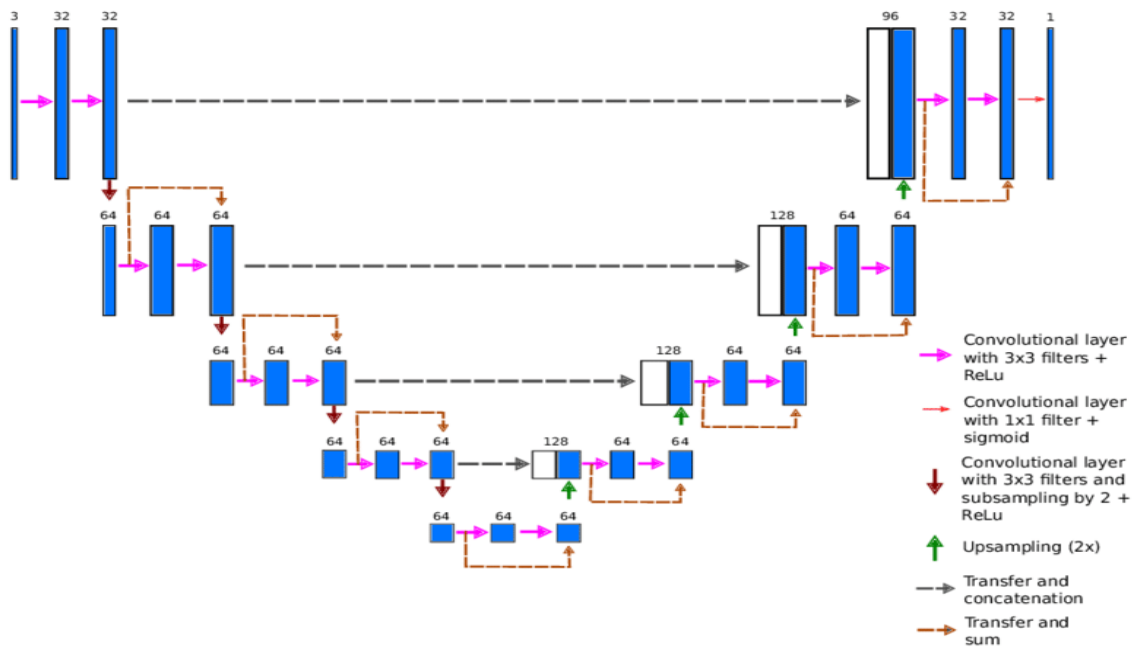 3 32 32 96 32 32 1
64 64 64 128 64 64
64 64 64 128 64 64
64 64 64 128 64 64
64 64 64
Convolutional layer
with 3x3 filters +
ReLu
Convolutional layer
with 1x1 filter +
sigmoid
Convolutional layer
with 3x3 filters and
subsampling by 2 +
ReLu
Upsampling (2x)
Transfer and
concatenation
Transfer and
sum